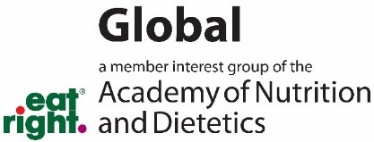 Global
a member interest group of the
eat® Academy of Nutrition
right. and Dietetics